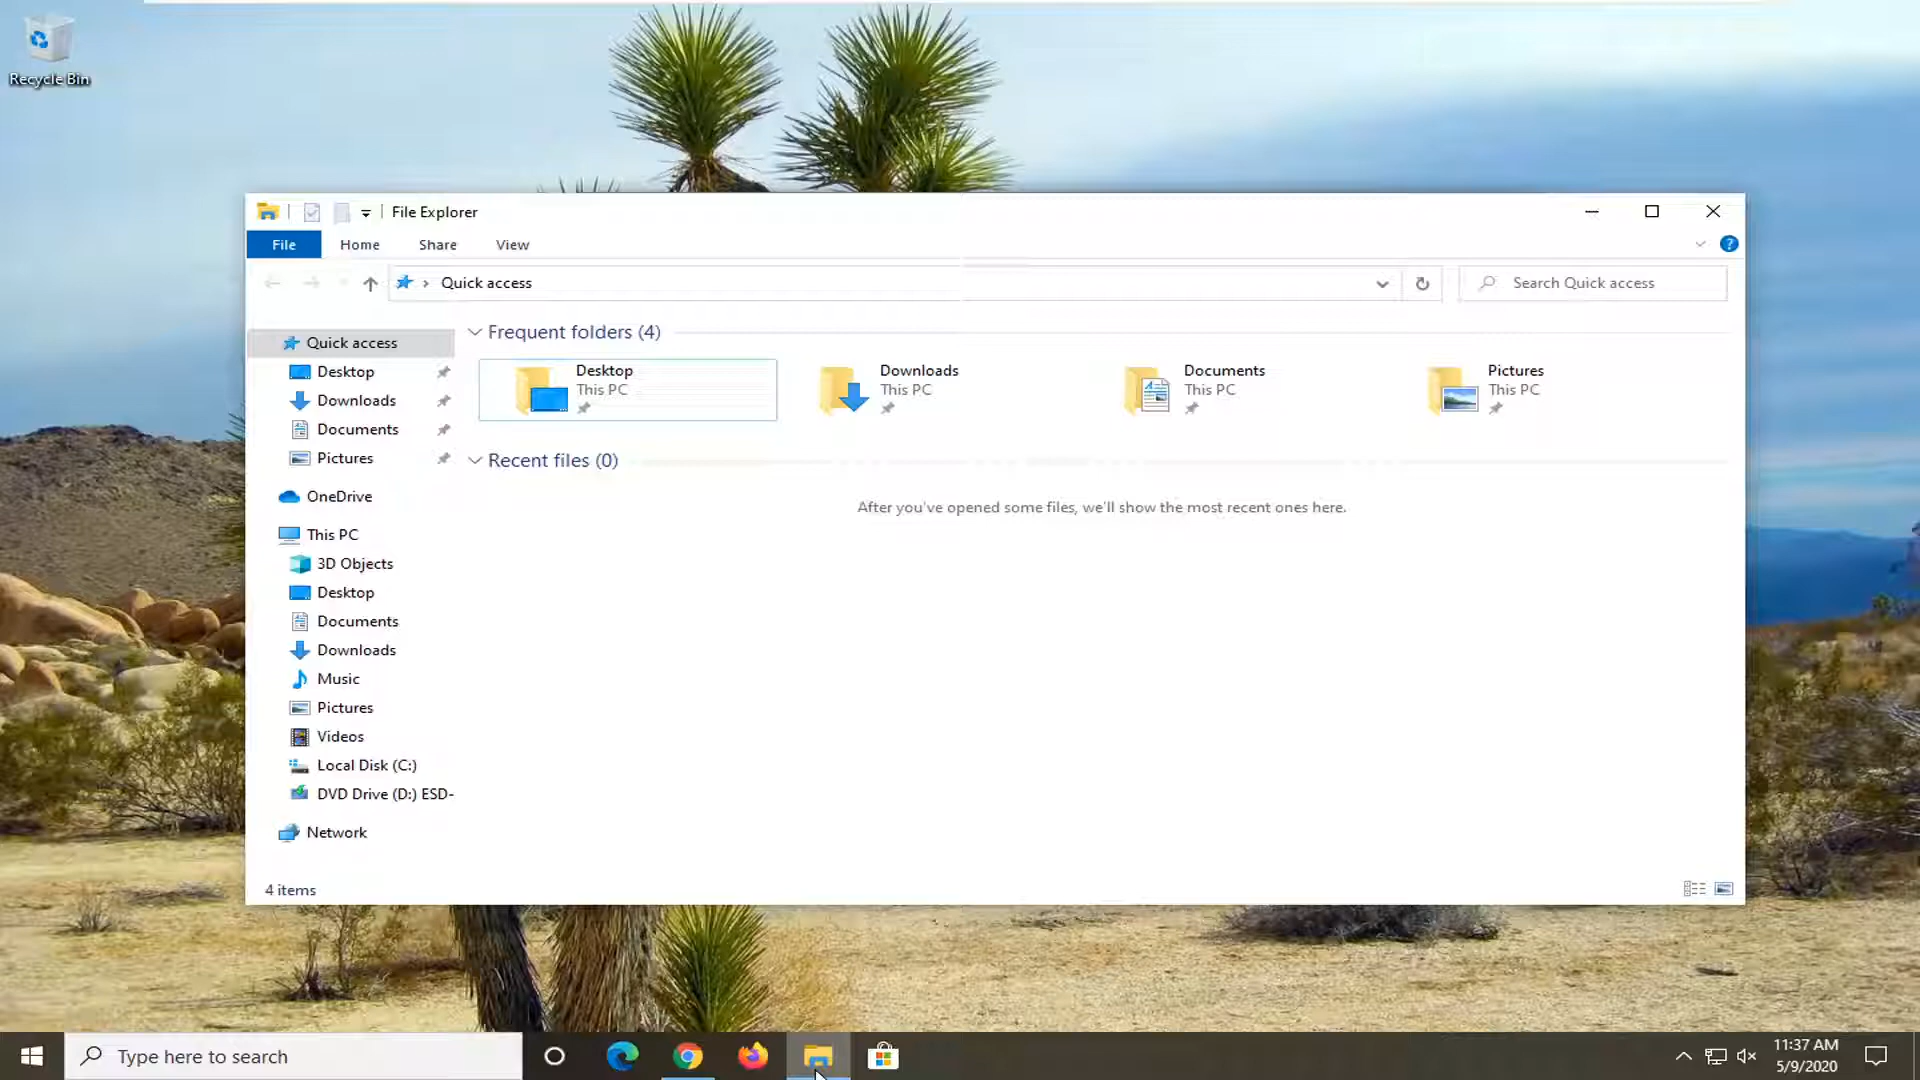 Recycle Bin
File Explorer
File Home Share View
Quick access
Search Quick access
Quick access
Desktop
Downloads
Documents
Pictures
OneDrive
This PC
3D Objects
Desktop
Documents
Downloads
Music
Pictures
Videos
Local Disk (C:)
DVD Drive (D:) ESD-
Network
Frequent folders (4)
Desktop
This PC
Downloads
This PC
Documents
This PC
Pictures
This PC
Recent files (0)
After you've opened some files, we'll show the most recent ones here.
4 items
Type here to search
11:37 AM
5/9/2020